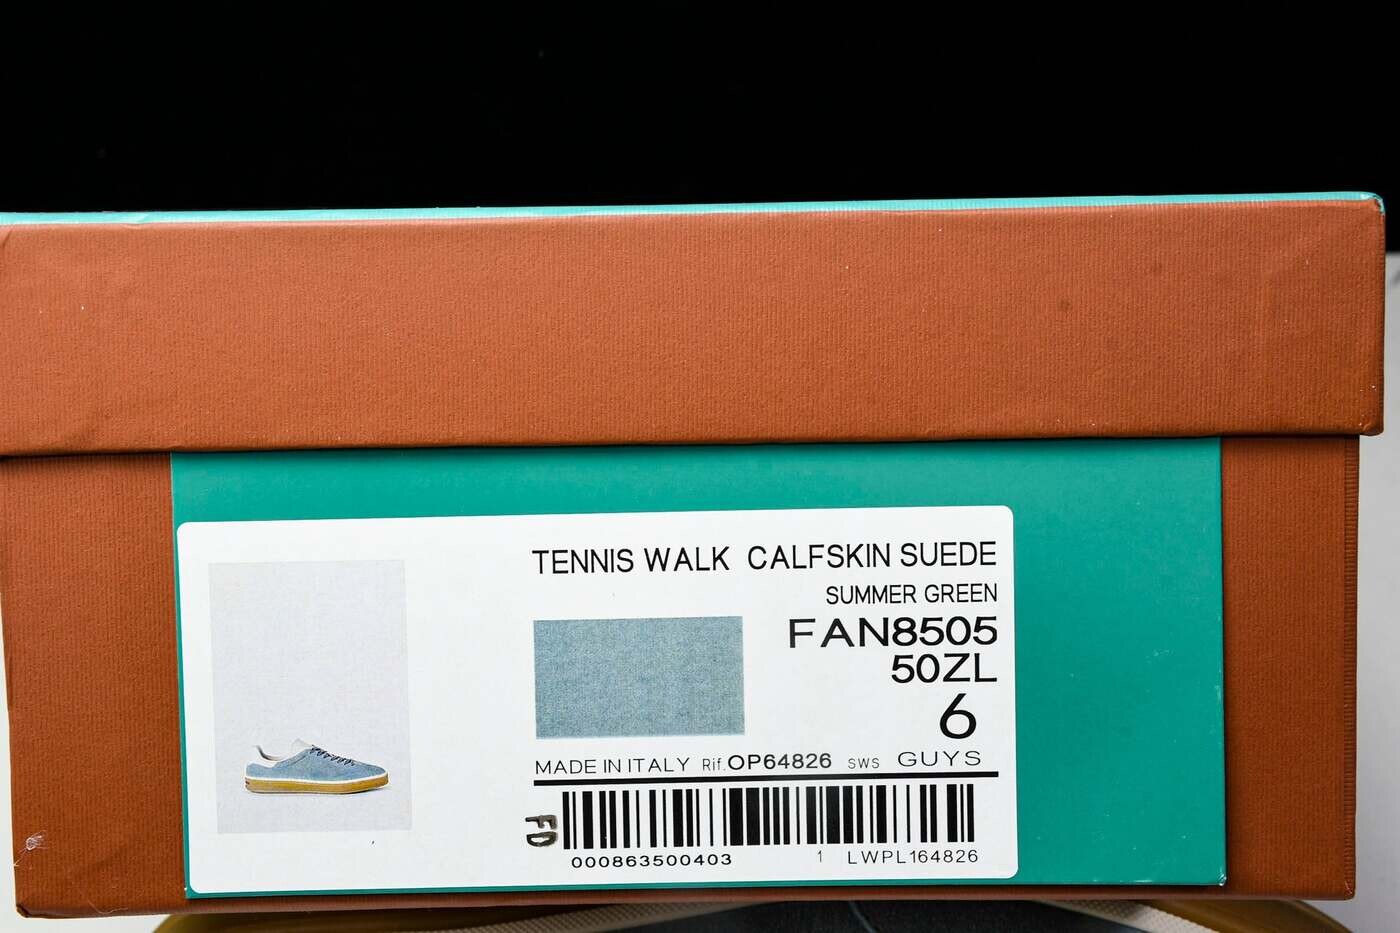 TENNIS WALK CALFSKIN SUEDE
SUMMER GREEN
FAN8505
50ZL
6
MADE IN ITALY Rif.OP64826 SWS GUYS
FD
000863500403 1 LWPL164826